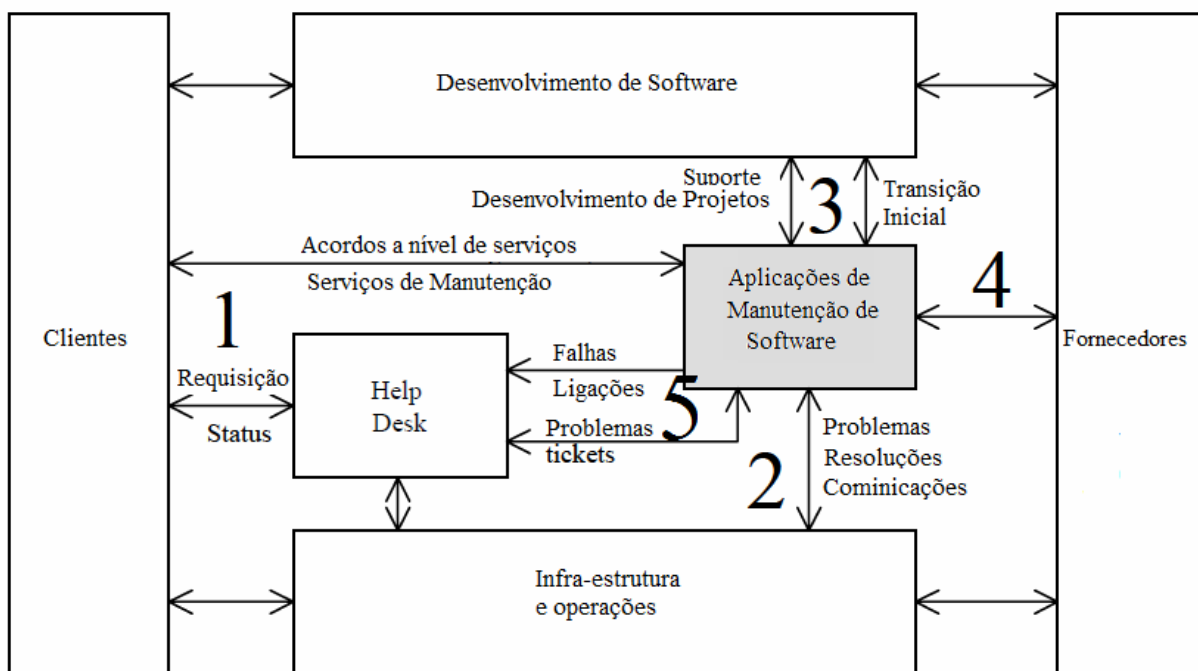 Desenvolvimento de Software
Suporte
Desenvolvimento de Projetos
3
Transição
Inicial
Acordos a nível de serviços
Serviços de Manutenção
Aplicações de
Manutenção de
Software
4
Clientes
Fornecedores
1
Requisição
Status
Help
Desk
Falhas
Ligações
5
Problemas
tickets
2
Problemas
Resoluções
Cominicações
Infra-estrutura
e operações